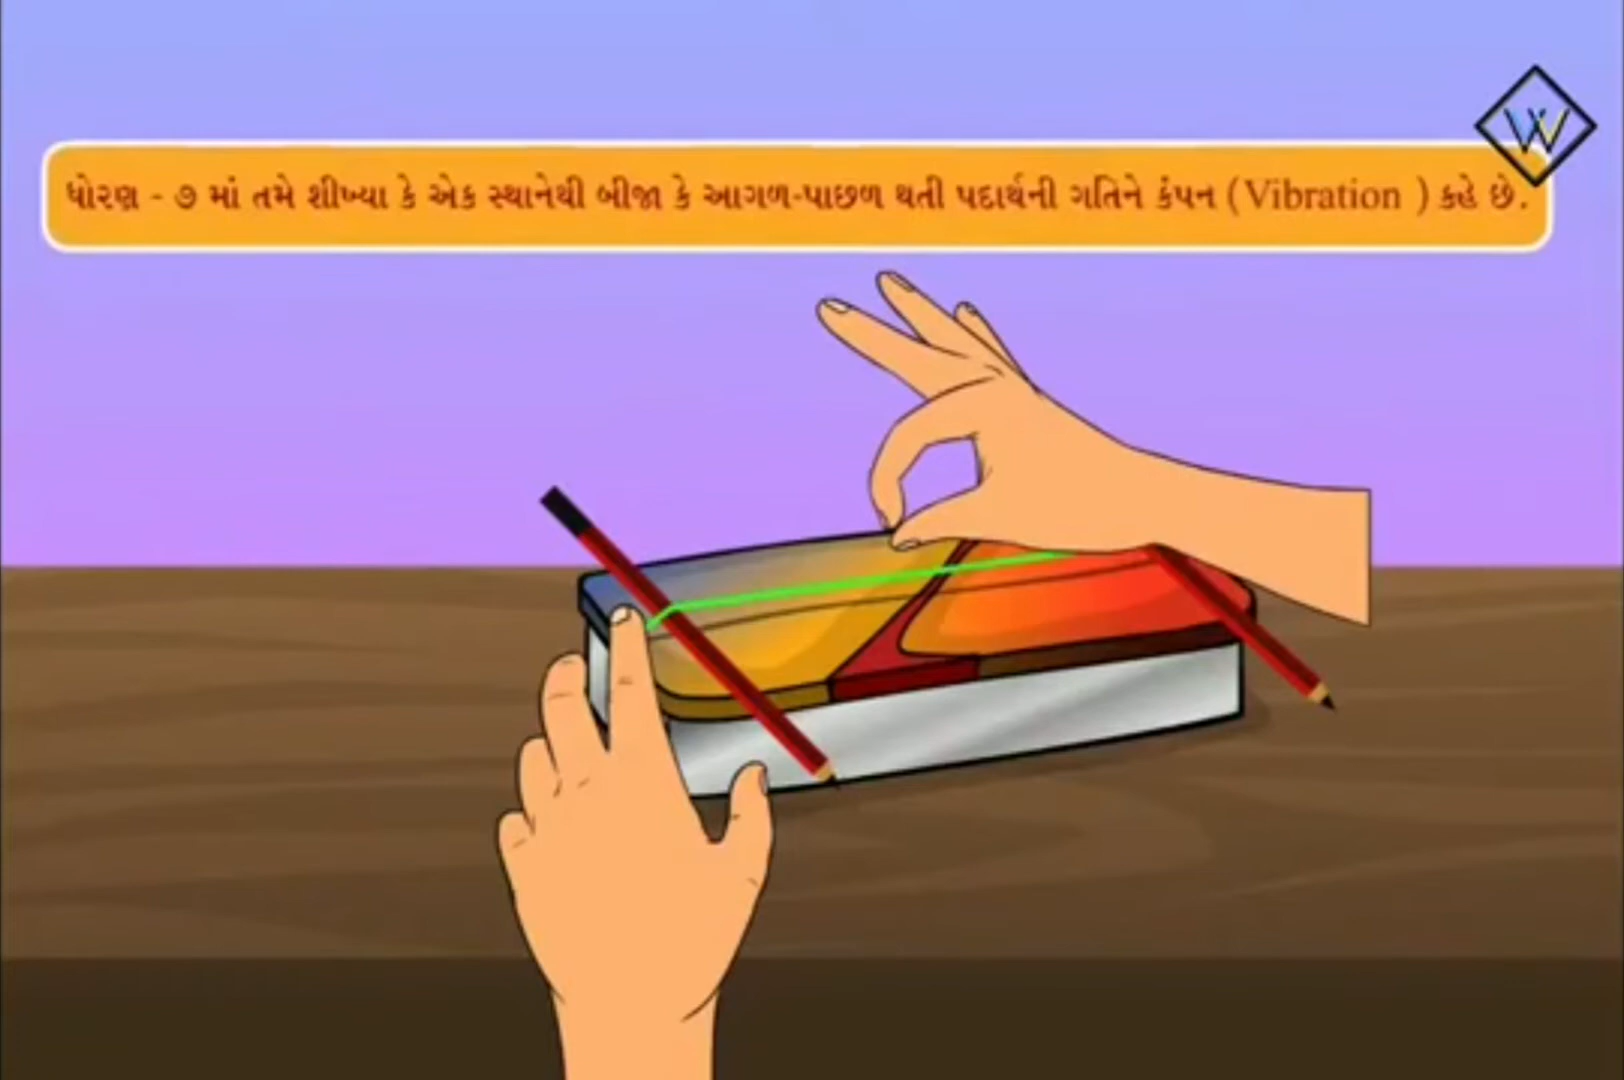 ધોરણ - ૭ માં તમે શીખ્યા કે એક સ્થાનેથી બીજા કે આગળ-પાછળ થતી પદાર્થની ગતિને કંપન (Vibration ) કહે છે.
W